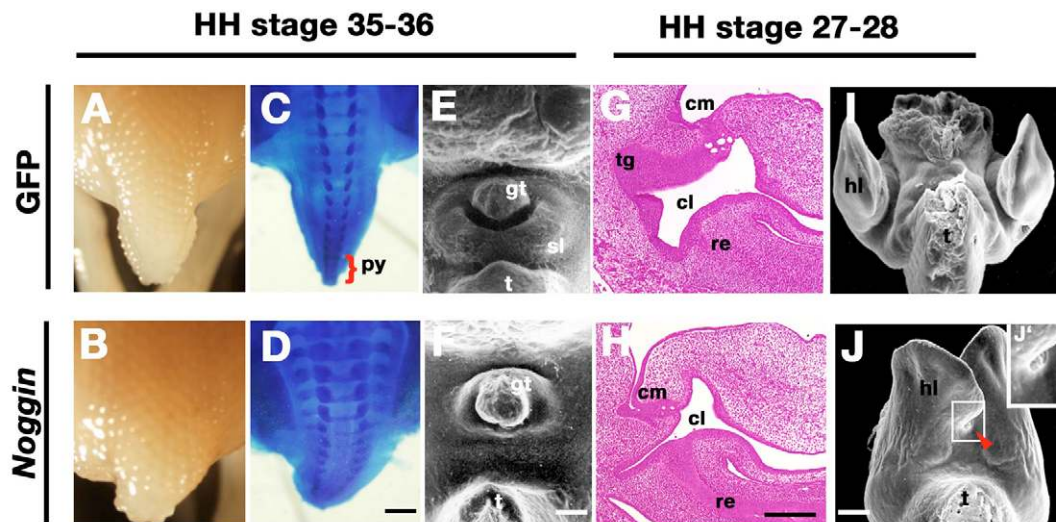 HH stage 35-36
HH stage 27-28
GFP
A
C
py
E
gt
sl
t
G
cm
tg
cl
re
I
hl
t
Noggin
B
D
F
gt
t
H
cm
cl
re
J
hl
J'
t